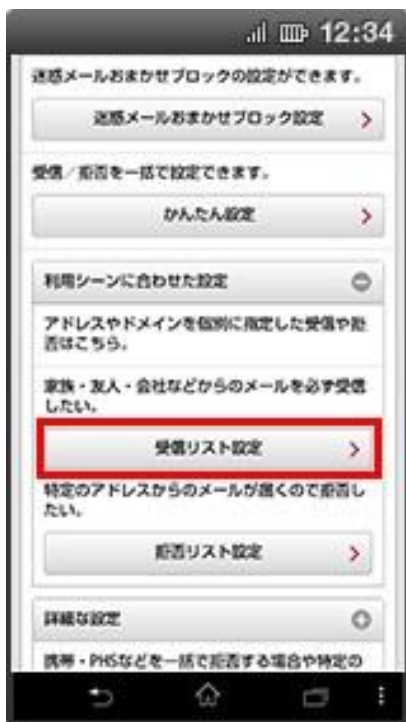 12:34
迷惑メールおまかせブロックの設定ができます。
迷惑メールおまかせブロック設定
受信／拒否を一括で設定できます。
かんたん設定
利用シーンに合わせた設定
アドレスやドメインを個別に指定した受信や拒
否はこちら。
家族・友人・会社などからのメールを必ず受信
したい。
受信リスト設定
特定のアドレスからのメールが届くので拒否し
たい。
拒否リスト設定
詳細な設定
携帯・PHSなどを一括で拒否する場合や特定の